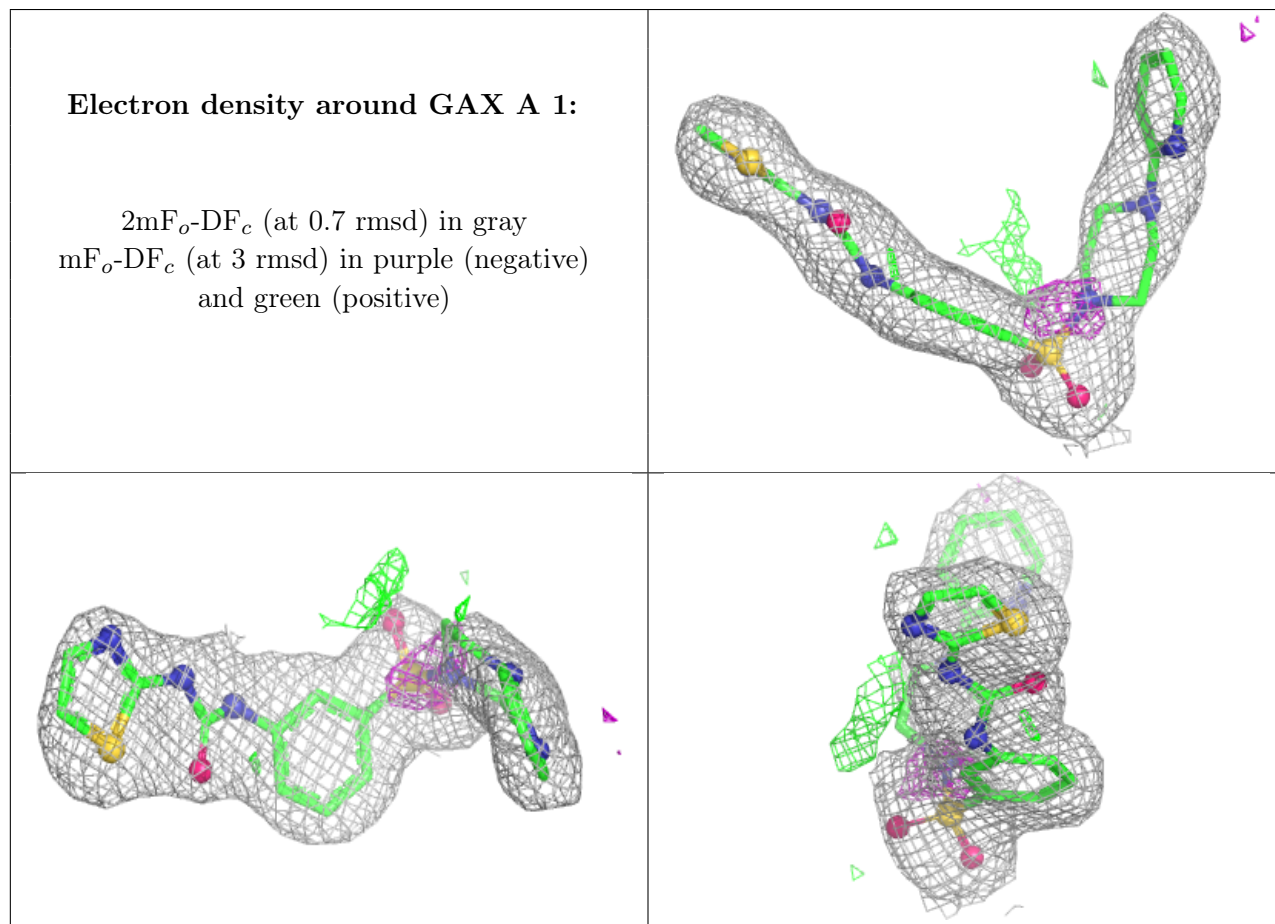 Electron density around GAX A 1:
2mFo-DFc (at 0.7 rmsd) in gray
mFo-DFc (at 3 rmsd) in purple (negative)
and green (positive)